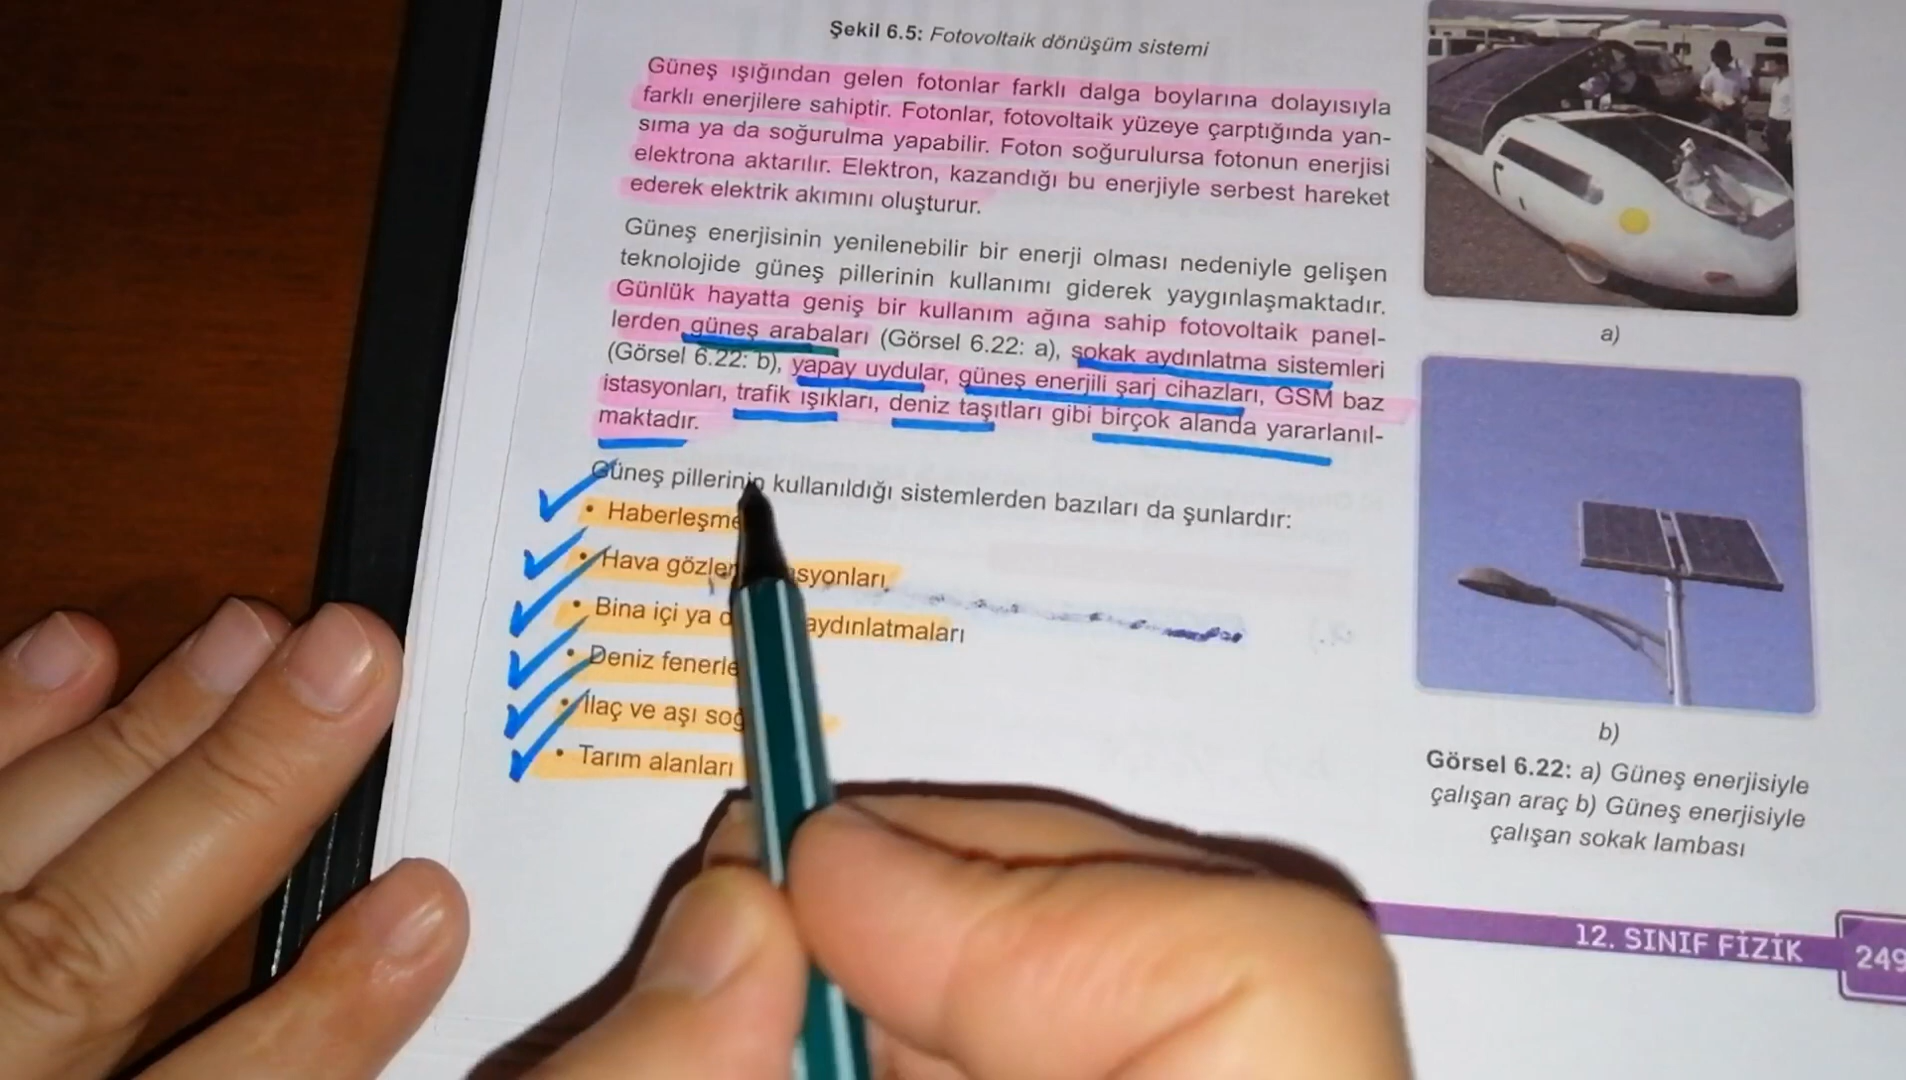 Şekil 6.5: Fotovoltaik dönüşüm sistemi
Güneş ışığından gelen fotonlar farklı dalga boylarına dolayısıyla
farklı enerjilere sahiptir. Fotonlar, fotovoltaik yüzeye çarptığında yan-
sıma ya da soğurulma yapabilir. Foton soğurulursa fotonun enerjisi
elektrona aktarılır. Elektron, kazandığı bu enerjiyle serbest hareket
ederek elektrik akımını oluşturur.
Güneş enerjisinin yenilenebilir bir enerji olması nedeniyle gelişen
teknolojide güneş pillerinin kullanımı giderek yaygınlaşmaktadır.
Günlük hayatta geniş bir kullanım ağına sahip fotovoltaik panel-
lerden güneş arabaları (Görsel 6.22: a), sokak aydınlatma sistemleri
(Görsel 6.22: b), yapay uydular, güneş enerjili şarj cihazları, GSM baz
istasyonları, trafik ışıkları, deniz taşıtları gibi birçok alanda yararlanıl-
maktadır.
Güneş pillerinin kullanıldığı sistemlerden bazıları da şunlardır:
• Haberleşme
• Hava
• Bina içi ya aydınlatmaları
• Deniz
• İlaç ve aşı
• Tarım alanları
a)
b)
Görsel 6.22: a) Güneş enerjisiyle
çalışan araç b) Güneş enerjisiyle
çalışan sokak lambası
12. SINIF FİZİK
249